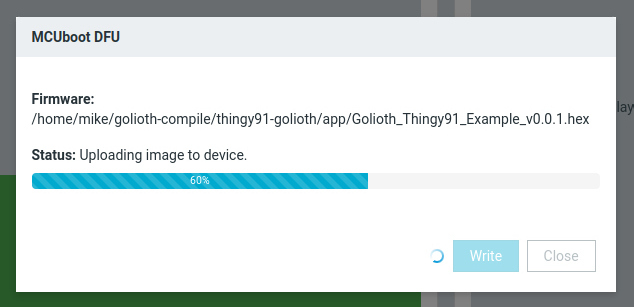 MCUboot DFU
Firmware:
/home/mike/golioth-compile/thingy91-golioth/app/Golioth_Thingy91_Example_v0.0.1.hex
Status: Uploading image to device.
60%
Write
Close